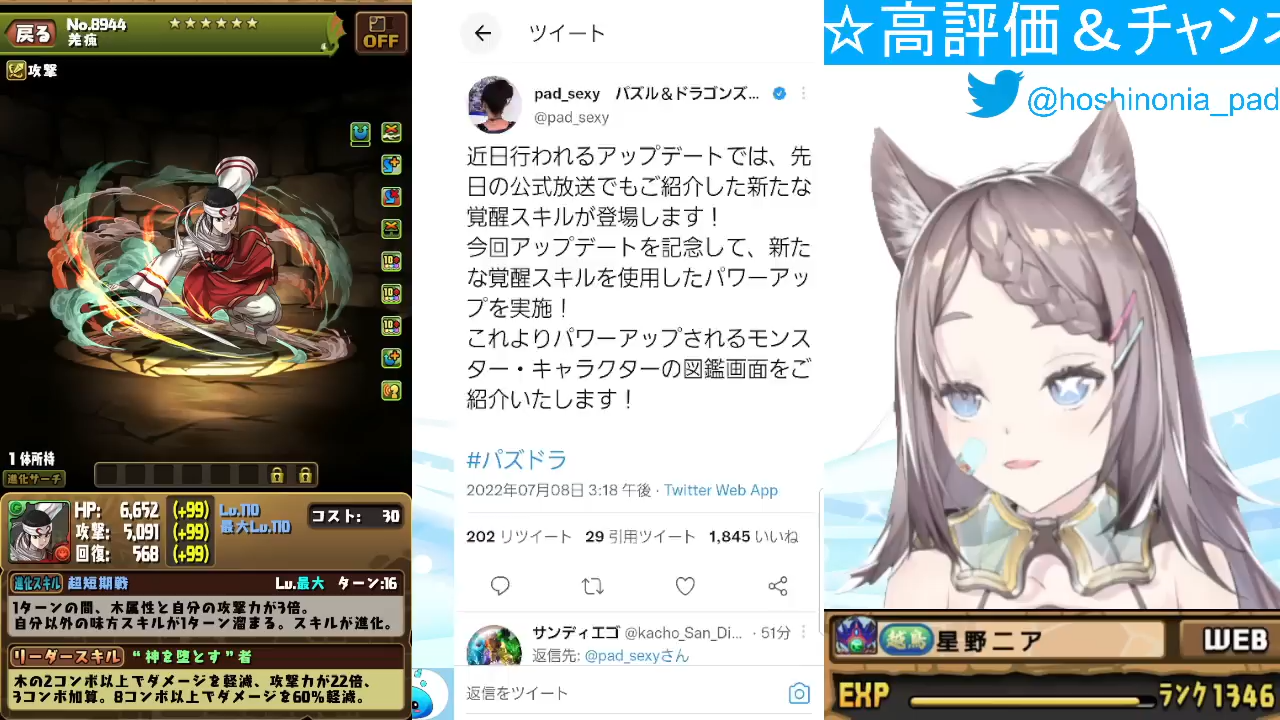 戻る
No.8944
羌瘣
★★★★★★
OFF
攻撃
1体所持
進化サーチ
HP: 6,652 (+99)
攻撃: 5,091 (+99)
回復: 568 (+99)
Lv.110
最大Lv.110
コスト: 30
進化スキル 超短期戦 Lv.最大 ターン:16
1ターンの間、木属性と自分の攻撃力が3倍。
自分以外の味方スキルが1ターン溜まる。スキルが進化。
リーダースキル “神を堕とす”者
木の2コンボ以上でダメージを軽減、攻撃力が22倍、
3コンボ加算。8コンボ以上でダメージを60%軽減。
ツイート
pad_sexy パズル&ドラゴンズ...
@pad_sexy
近日行われるアップデートでは、先
日の公式放送でもご紹介した新たな
覚醒スキルが登場します!
今回アップデートを記念して、新た
な覚醒スキルを使用したパワーアッ
プを実施!
これよりパワーアップされるモンス
ター・キャラクターの図鑑画面をご
紹介いたします!
#パズドラ
2022年07月08日 3:18 午後 · Twitter Web App
202 リツイート 29 引用ツイート 1,845 いいね
サンディエゴ @kacho_San_Di... · 51分
返信先: @pad_sexyさん
返信をツイート
☆高評価&チャンネ
@hoshinonia_pad
越鳥 星野ニア WEB
EXP ランク1346